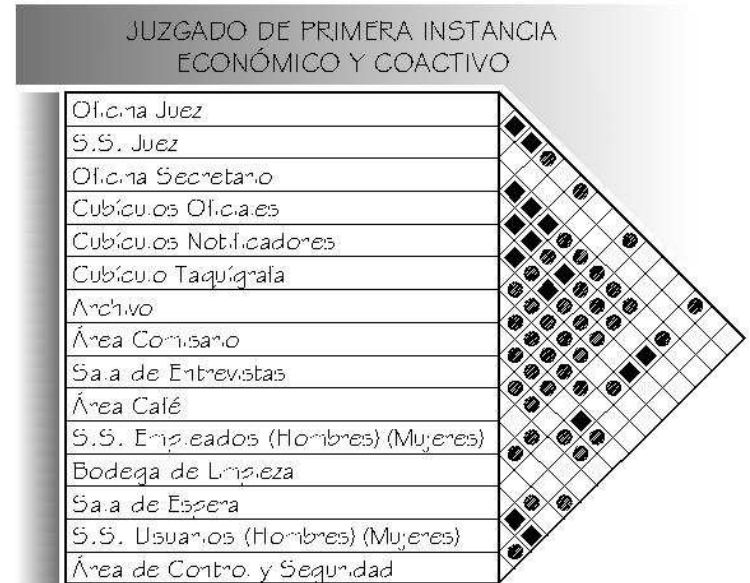 JUZGADO DE PRIMERA INSTANCIA
ECONÓMICO Y COACTIVO
Oficina Juez
S.S. Juez
Oficina Secretario
Cubículos Oficiales
Cubículos Notificadores
Cubículo Taquígrafa
Archivo
Área Comisario
Sala de Entrevistas
Área Café
S.S. Empleados (Hombres) (Mujeres)
Bodega de Limpieza
Sala de Espera
S.S. Usuarios (Hombres) (Mujeres)
Área de Control y Seguridad